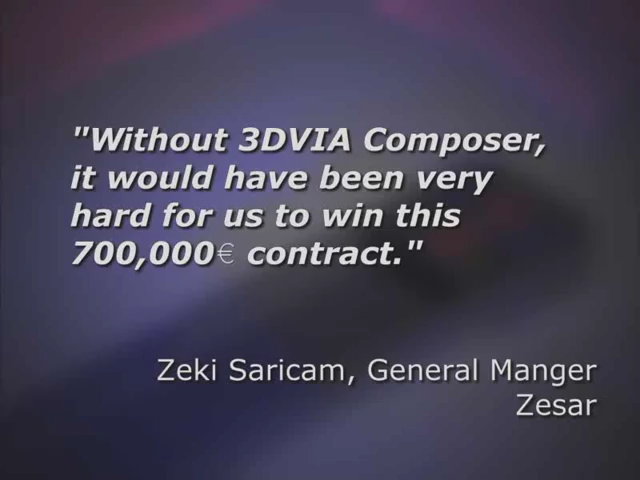 "Without 3DVIA Composer,
it would have been very
hard for us to win this
700,000€ contract."
Zeki Saricam, General Manger
Zesar